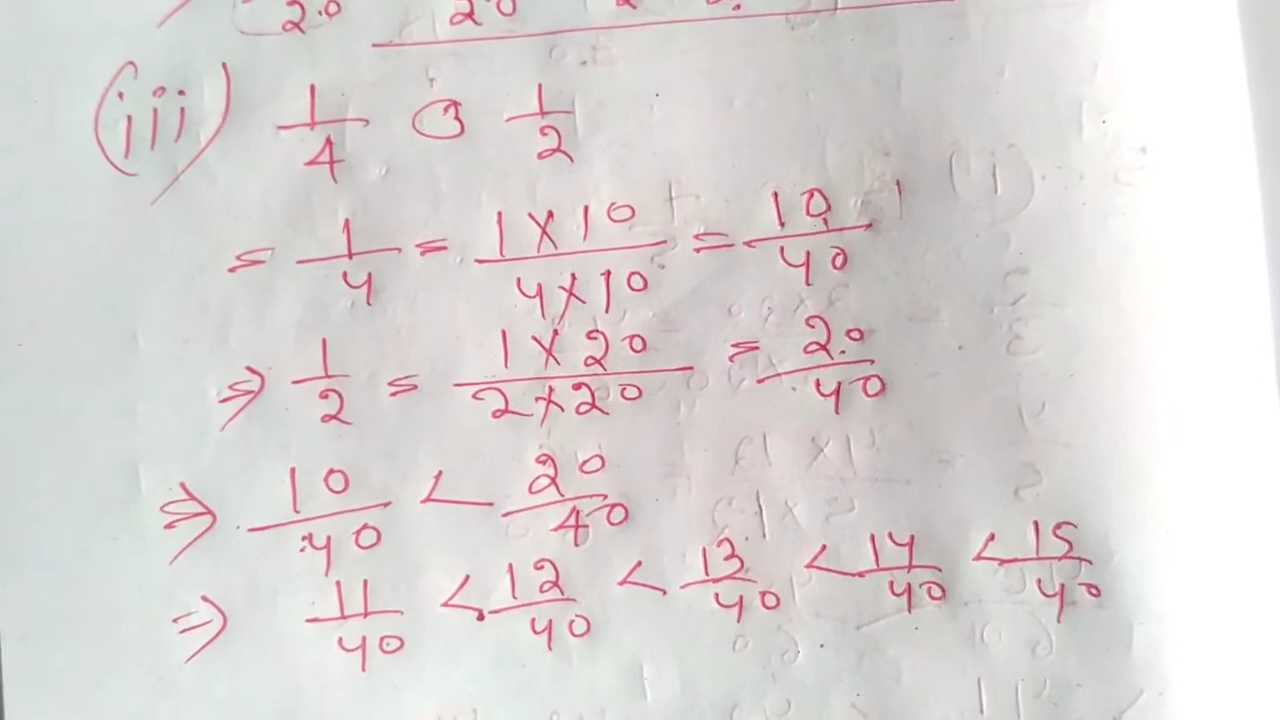 (iii) 1/4 और 1/2
= 1/4 = 1×10/4×10 = 10/40
⇒ 1/2 = 1×20/2×20 = 20/40
⇒ 10/40 < 20/40
⇒ 11/40 < 12/40 < 13/40 < 14/40 < 15/40